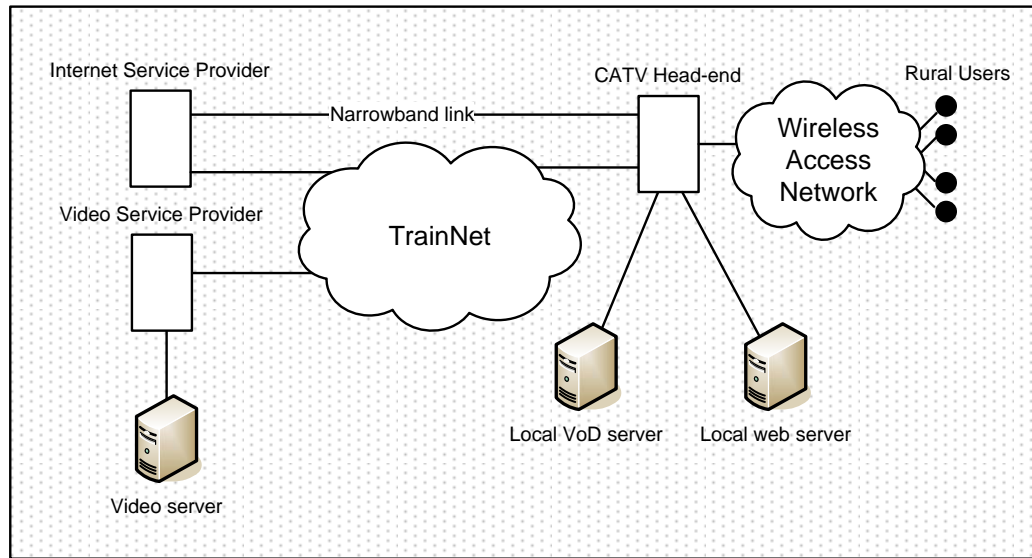 Internet Service Provider
CATV Head-end
Rural Users
Narrowband link
Wireless
Access
Network
Video Service Provider
TrainNet
Local VoD server
Local web server
Video server